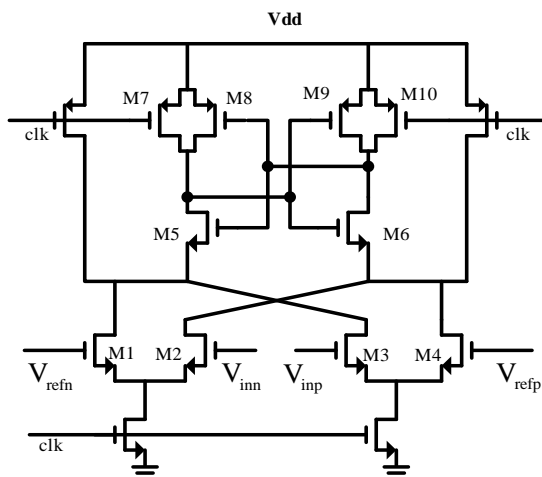 Vdd
M7 M8 M9 M10
clk clk
M5 M6
M1 M2 M3 M4
Vrefn Vinn Vinp Vrefp
clk